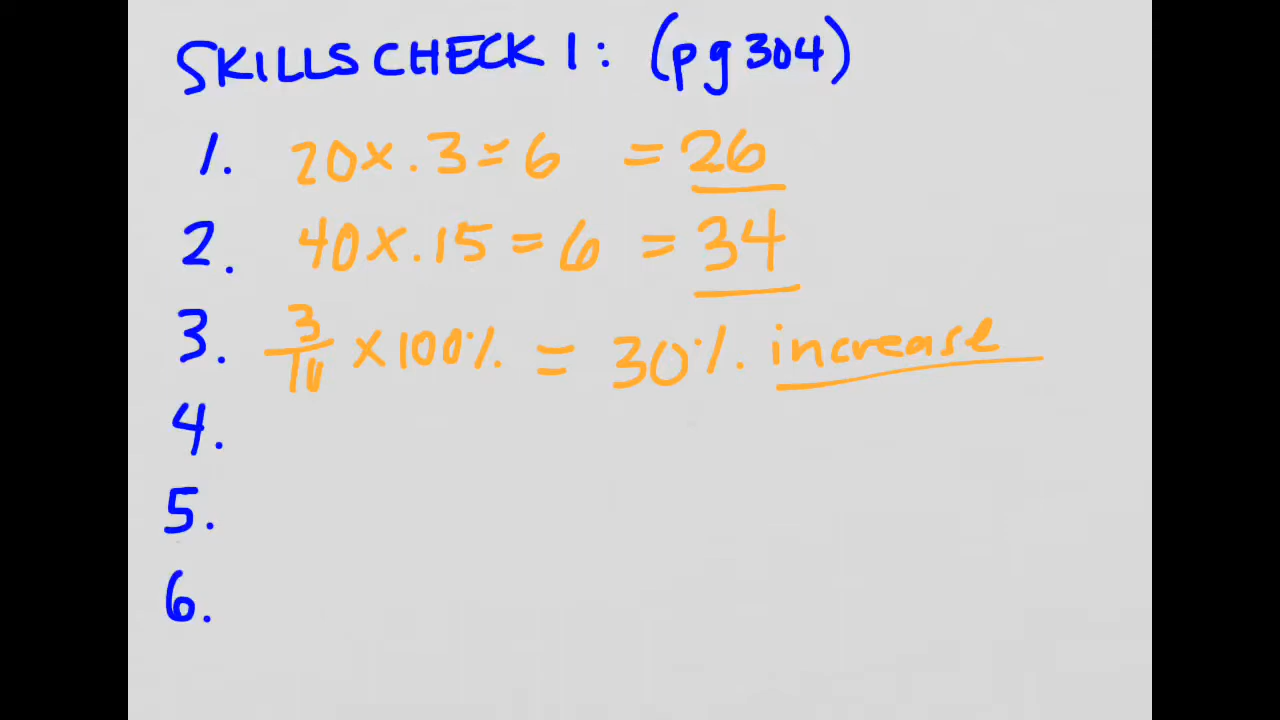 SKILLS CHECK 1: (pg 304)
1. 20 x .3 = 6 = 26
2. 40 x .15 = 6 = 34
3. 3/10 x 100% = 30% increase
4.
5.
6.